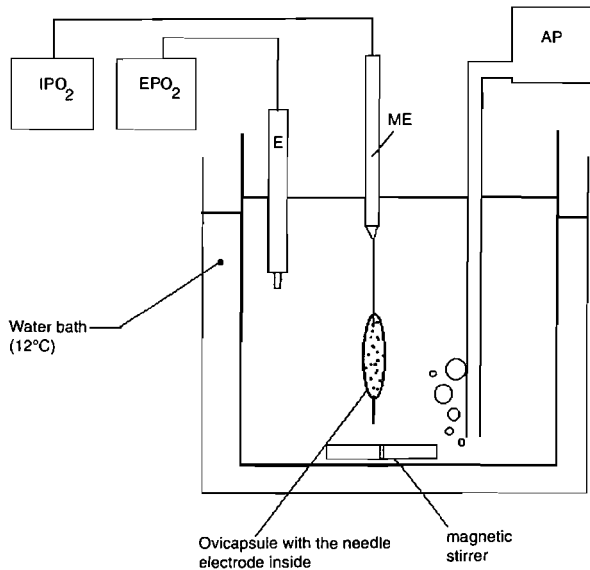 AP
IPO₂
EPO₂
E
ME
Water bath
(12°C)
Ovicapsule with the needle
electrode inside
magnetic
stirrer